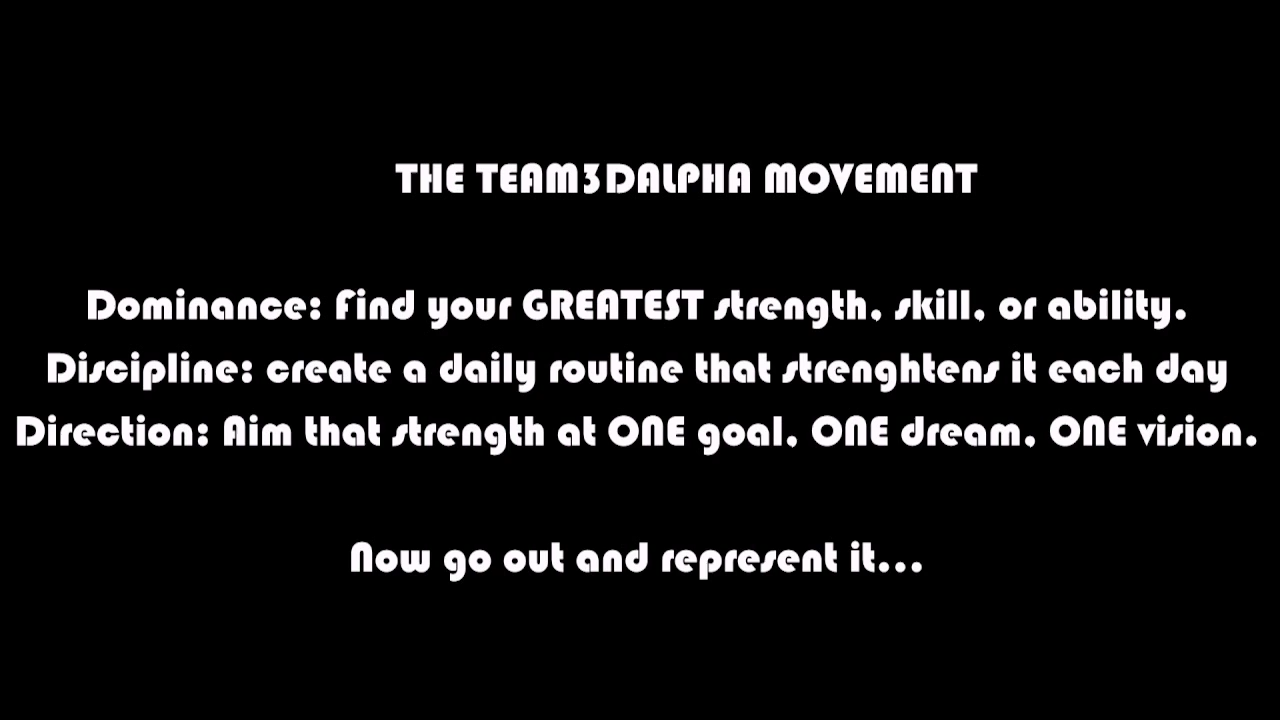 THE TEAM3DALPHA MOVEMENT
Dominance: Find your GREATEST strength, skill, or ability.
Discipline: create a daily routine that strenghtens it each day
Direction: Aim that strength at ONE goal, ONE dream, ONE vision.
Now go out and represent it...